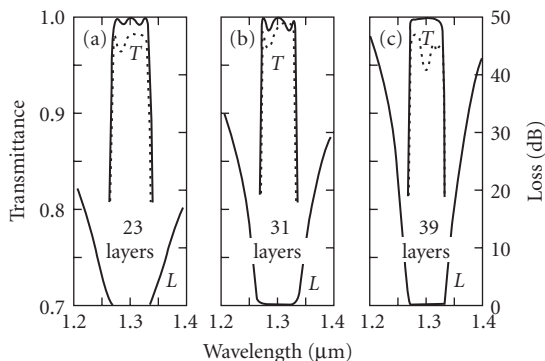 1.0 (a) (b) (c) 50
T T T
0.9 40
30
0.8 20
23 31 39
layers layers layers 10
L L L
0.7 0
1.2 1.3 1.4 1.2 1.3 1.4 1.2 1.3 1.4
Wavelength (μm)
Transmittance
Loss (dB)